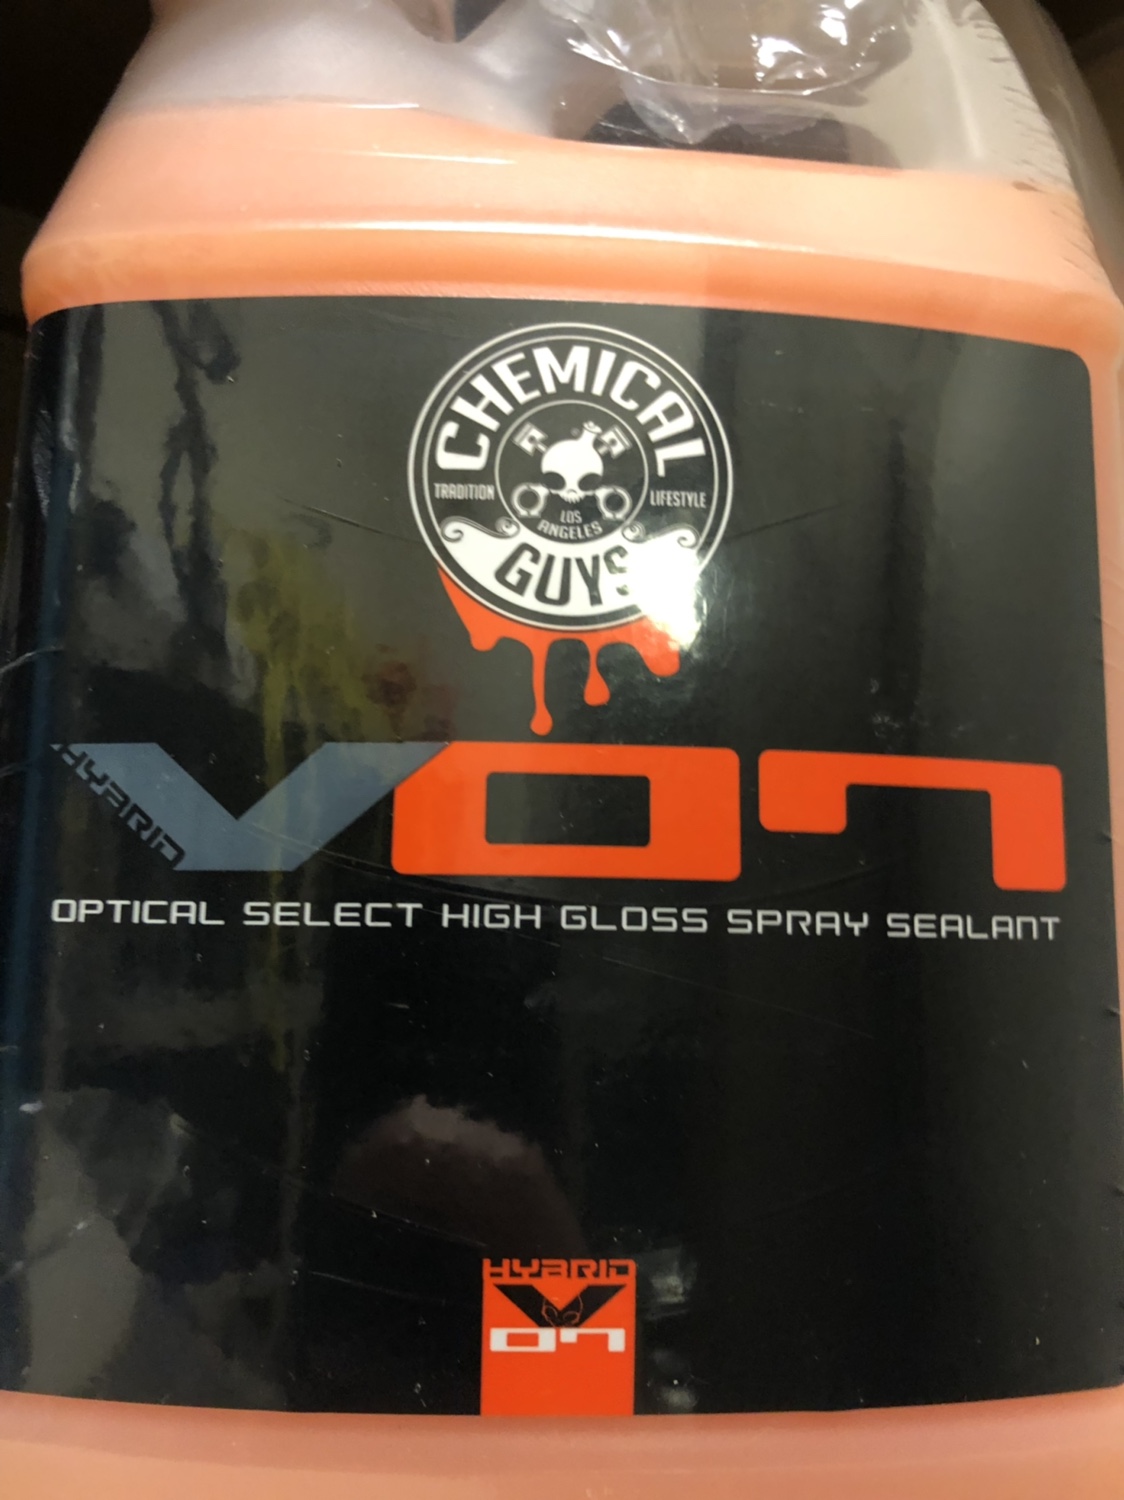 CHEMICAL
TRADITION
LIFESTYLE
LOS
ANGELES
GUYS
HYBRID
V07
OPTICAL SELECT HIGH GLOSS SPRAY SEALANT
HYBRID
V
07